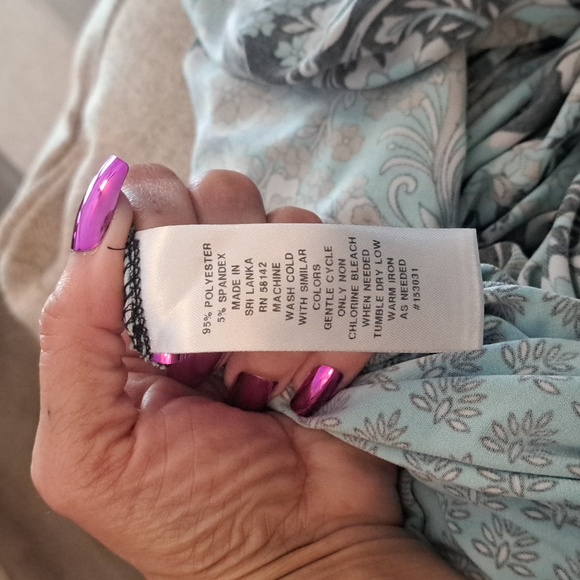 95% POLYESTER
5% SPANDEX
MADE IN
SRI LANKA
RN 58142
MACHINE
WASH COLD
WITH SIMILAR
COLORS
GENTLE CYCLE
ONLY NON
CHLORINE BLEACH
WHEN NEEDED
TUMBLE DRY LOW
WARM IRON
AS NEEDED
#153031